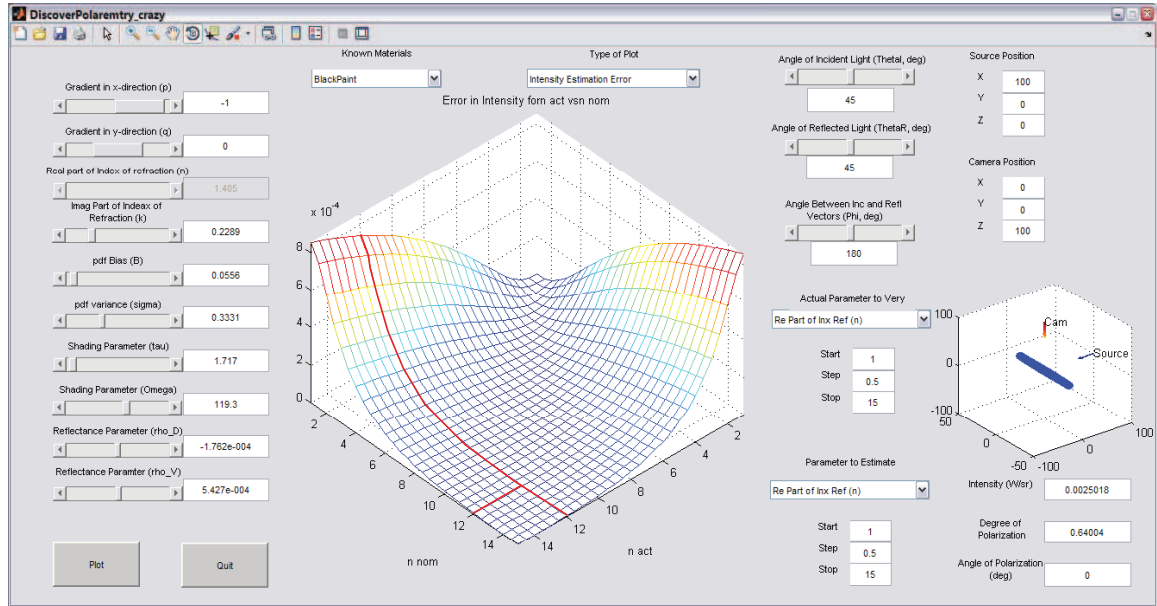 DiscoverPolaremtry_crazy
Known Materials
BlackPaint
Type of Plot
Intensity Estimation Error
Error in Intensity forn act vsn nom
Gradient in x-direction (p)
-1
Gradient in y-direction (q)
0
Real part of Index of refraction (n)
1.405
Imag Part of Indeax of
Refraction (k)
0.2289
pdf Bias (B)
0.0556
pdf variance (sigma)
0.3331
Shading Parameter (tau)
1.717
Shading Parameter (Omega)
119.3
Reflectance Parameter (rho_D)
-1.762e-004
Reflectance Paramter (rho_V)
5.427e-004
Plot
Quit
x 10-4
8
6
4
2
0
2
4
6
8
10
12
14
n nom
2
4
6
8
10
12
14
n act
Angle of Incident Light (ThetaI, deg)
45
Angle of Reflected Light (ThetaR, deg)
45
Angle Between Inc and Refl
Vectors (Phi, deg)
180
Source Position
X
100
Y
0
Z
0
Camera Position
X
0
Y
0
Z
100
Actual Parameter to Very
Re Part of Inx Ref (n)
Start
1
Step
0.5
Stop
15
Parameter to Estimate
Re Part of Inx Ref (n)
Start
1
Step
0.5
Stop
15
100
0
-100
50
0
-50
-100
0
100
Cam
Source
Intensity (W/sr)
0.0025018
Degree of
Polarization
0.64004
Angle of Polarization
(deg)
0